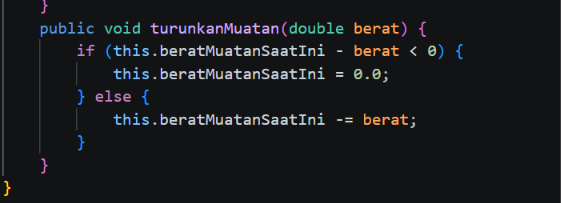 }
    public void turunkanMuatan(double berat) {
        if (this.beratMuatanSaatIni - berat < 0) {
            this.beratMuatanSaatIni = 0.0;
        } else {
            this.beratMuatanSaatIni -= berat;
        }
    }
}